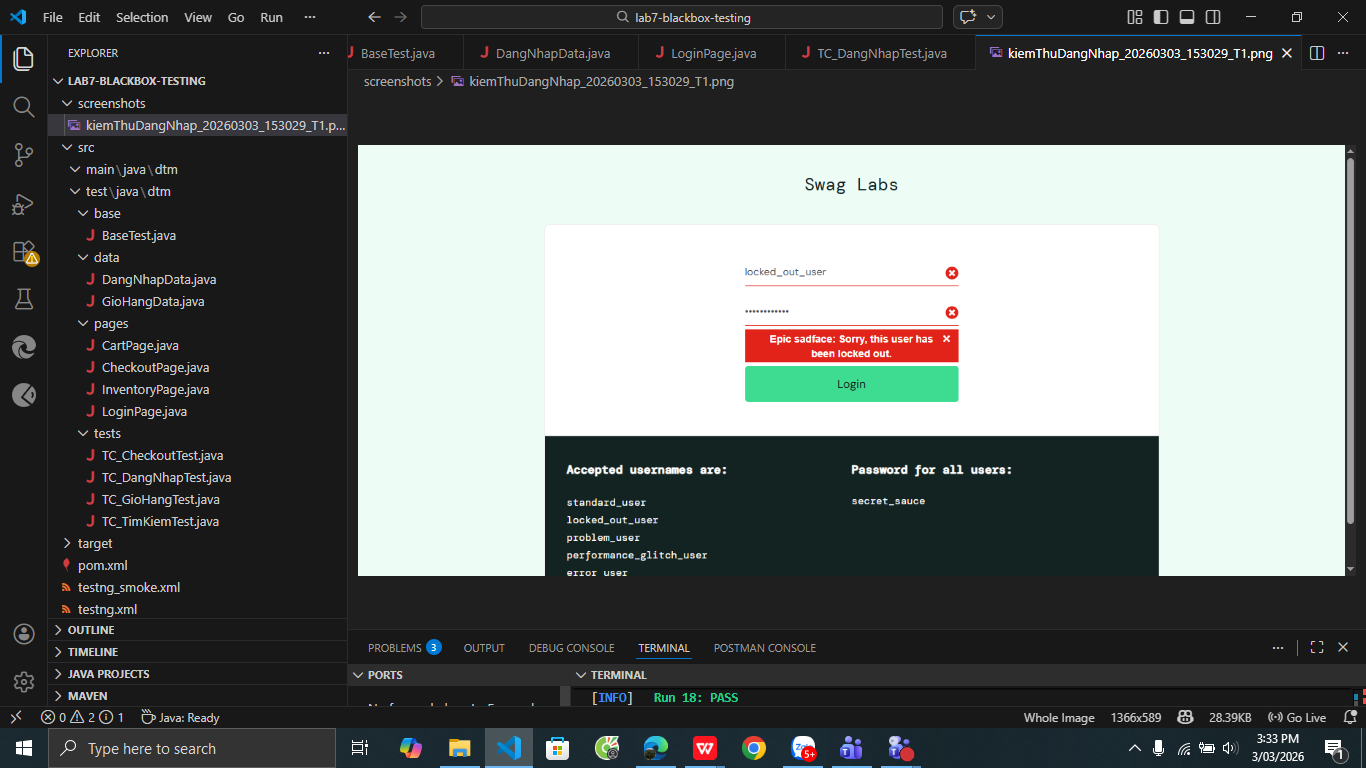 File Edit Selection View Go Run ··· lab7-blackbox-testing
EXPLORER ···
LAB7-BLACKBOX-TESTING
screenshots
kiemThuDangNhap_20260303_153029_T1.p...
src
main\java\dtm
test\java\dtm
base
BaseTest.java
data
DangNhapData.java
GioHangData.java
pages
CartPage.java
CheckoutPage.java
InventoryPage.java
LoginPage.java
tests
TC_CheckoutTest.java
TC_DangNhapTest.java
TC_GioHangTest.java
TC_TimKiemTest.java
target
pom.xml
testng_smoke.xml
testng.xml
OUTLINE
TIMELINE
JAVA PROJECTS
MAVEN
BaseTest.java DangNhapData.java LoginPage.java TC_DangNhapTest.java kiemThuDangNhap_20260303_153029_T1.png
screenshots > kiemThuDangNhap_20260303_153029_T1.png
Swag Labs
locked_out_user
Epic sadface: Sorry, this user has
been locked out.
Login
Accepted usernames are:
standard_user
locked_out_user
problem_user
performance_glitch_user
error_user
Password for all users:
secret_sauce
PROBLEMS 3 OUTPUT DEBUG CONSOLE TERMINAL POSTMAN CONSOLE
PORTS
TERMINAL
[INFO] Run 18: PASS
0 2 1 Java: Ready Whole Image 1366x589 28.39KB Go Live
Type here to search
5+
3:33 PM
3/03/2026
1